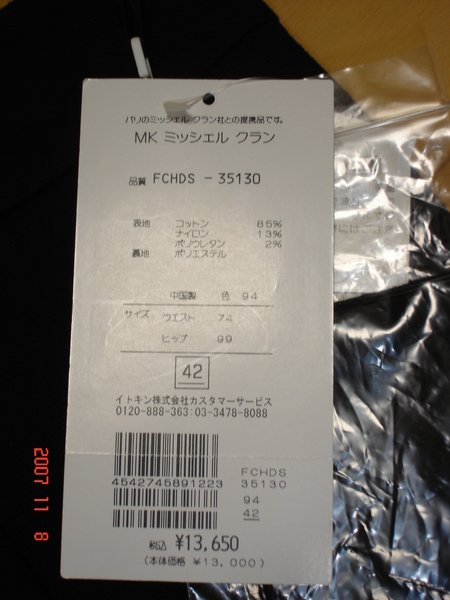 パリのミッシェル クラン社との提携品です。
MK ミッシェル クラン
品質 FCHDS - 35130
表地 コットン 85%
ナイロン 13%
ポリウレタン 2%
裏地 ポリエステル
中国製 色 94
サイズ ウエスト 74
ヒップ 99
42
イトキン株式会社カスタマーサービス
0120-888-363:03-3478-8088
4542745891223
FCHDS
35130
94
42
税込 ¥13,650
(本体価格 ¥13,000)
2007 11 8